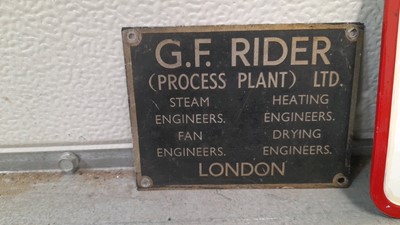 G.F. RIDER
(PROCESS PLANT) LTD.
STEAM HEATING
ENGINEERS. ENGINEERS.
FAN DRYING
ENGINEERS. ENGINEERS.
LONDON